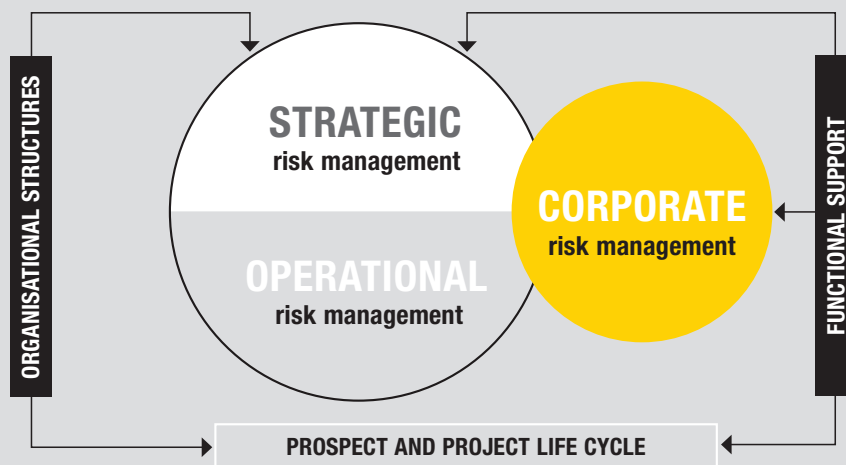 ORGANISATIONAL STRUCTURES
STRATEGIC
risk management
OPERATIONAL
risk management
CORPORATE
risk management
FUNCTIONAL SUPPORT
PROSPECT AND PROJECT LIFE CYCLE